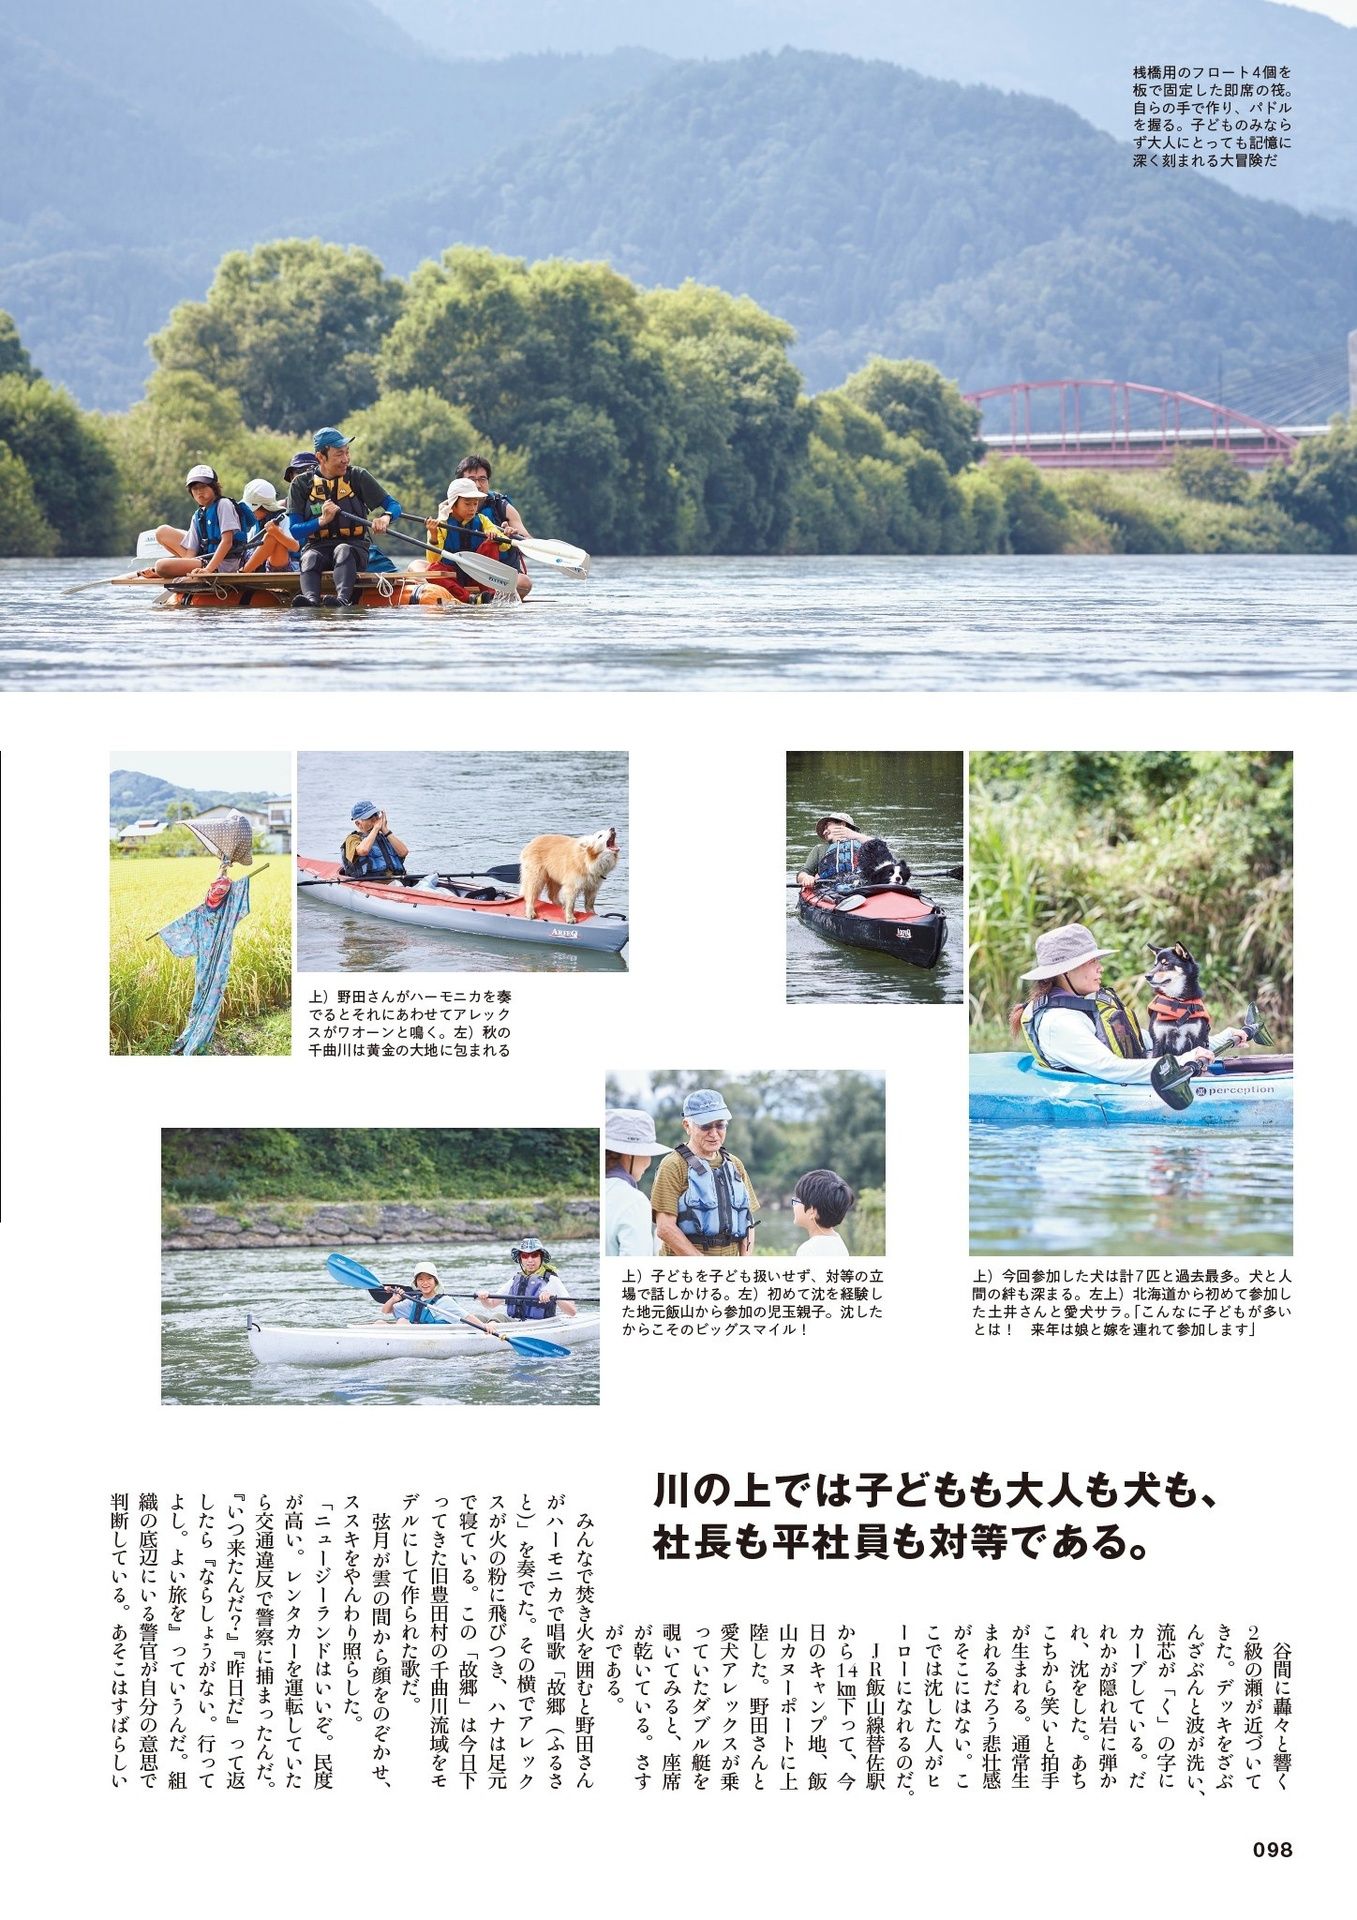 桟橋用のフロート4個を
板で固定した即席の筏。
自らの手で作り、パドル
を握る。子どものみなら
ず大人にとっても記憶に
深く刻まれる大冒険だ
ARFEQ
上）野田さんがハーモニカを奏
でるとそれにあわせてアレック
スがワオーンと鳴く。左）秋の
千曲川は黄金の大地に包まれる
perception
上）子どもを子ども扱いせず、対等の立
場で話しかける。左）初めて沈を経験し
た地元飯山から参加の児玉親子。沈した
からこそのビッグスマイル！
上）今回参加した犬は計7匹と過去最多。犬と人
間の絆も深まる。左上）北海道から初めて参加し
た土井さんと愛犬サラ。「こんなに子どもが多い
とは！　来年は娘と嫁を連れて参加します」
川の上では子どもも大人も犬も、
社長も平社員も対等である。
谷間に轟々と響く
2級の瀬が近づいて
きた。デッキをざぶ
んざぶんと波が洗い、
流芯が「く」の字に
カーブしている。だ
れかが隠れ岩に弾か
れ、沈をした。あち
こちから笑いと拍手
が生まれる。通常生
まれるだろう悲壮感
がそこにはない。こ
こでは沈した人がヒ
ーローになれるのだ。
JR飯山線替佐駅
から14㎞下って、今
日のキャンプ地、飯
山カヌーポートに上
陸した。野田さんと
愛犬アレックスが乗
っていたダブル艇を
覗いてみると、座席
が乾いている。さす
がである。
みんなで焚き火を囲むと野田さん
がハーモニカで唱歌「故郷（ふるさ
と）」を奏でた。その横でアレック
スが火の粉に飛びつき、ハナは足元
で寝ている。この「故郷」は今日下
ってきた旧豊田村の千曲川流域をモ
デルにして作られた歌だ。
弦月が雲の間から顔をのぞかせ、
ススキをやんわり照らした。
「ニュージーランドはいいぞ。民度
が高い。レンタカーを運転していた
ら交通違反で警察に捕まったんだ。
『いつ来たんだ？』『昨日だ』って返
したら『ならしょうがない。行って
よし。よい旅を』っていうんだ。組
織の底辺にいる警官が自分の意思で
判断している。あそこはすばらしい
098